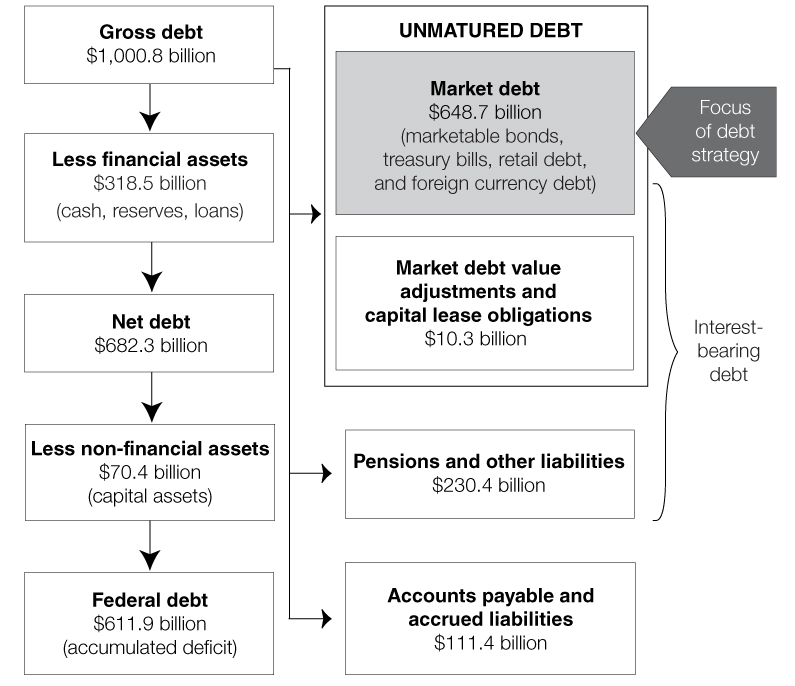 Gross debt
$1,000.8 billion
Less financial assets
$318.5 billion
(cash, reserves, loans)
Net debt
$682.3 billion
Less non-financial assets
$70.4 billion
(capital assets)
Federal debt
$611.9 billion
(accumulated deficit)
UNMATURED DEBT
Market debt
$648.7 billion
(marketable bonds,
treasury bills, retail debt,
and foreign currency debt)
Market debt value
adjustments and
capital lease obligations
$10.3 billion
Pensions and other liabilities
$230.4 billion
Accounts payable and
accrued liabilities
$111.4 billion
Focus
of debt
strategy
Interest-
bearing
debt